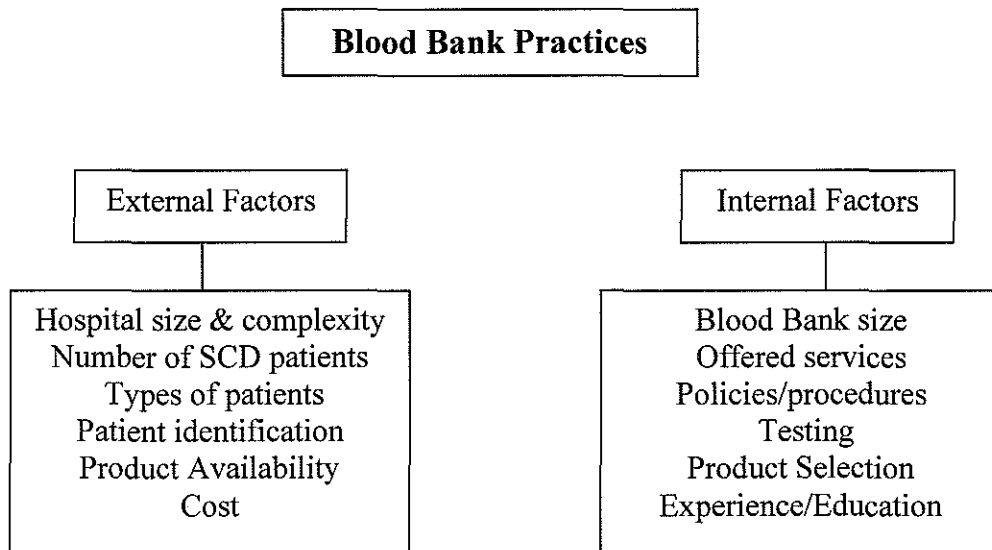 Blood Bank Practices
External Factors
Hospital size & complexity
Number of SCD patients
Types of patients
Patient identification
Product Availability
Cost
Internal Factors
Blood Bank size
Offered services
Policies/procedures
Testing
Product Selection
Experience/Education